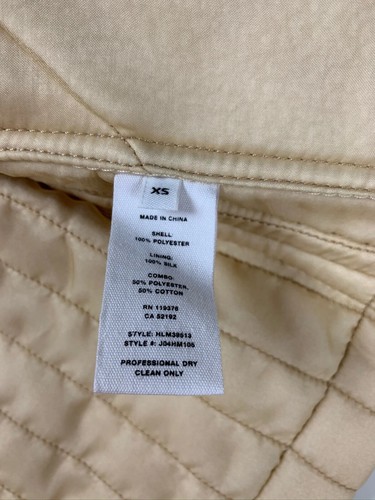 XS
MADE IN CHINA
SHELL:
100% POLYESTER
LINING:
100% SILK
COMBO:
50% POLYESTER,
50% COTTON
RN 119376
CA 52192
STYLE: HLM39513
STYLE #: J04HM106
PROFESSIONAL DRY
CLEAN ONLY